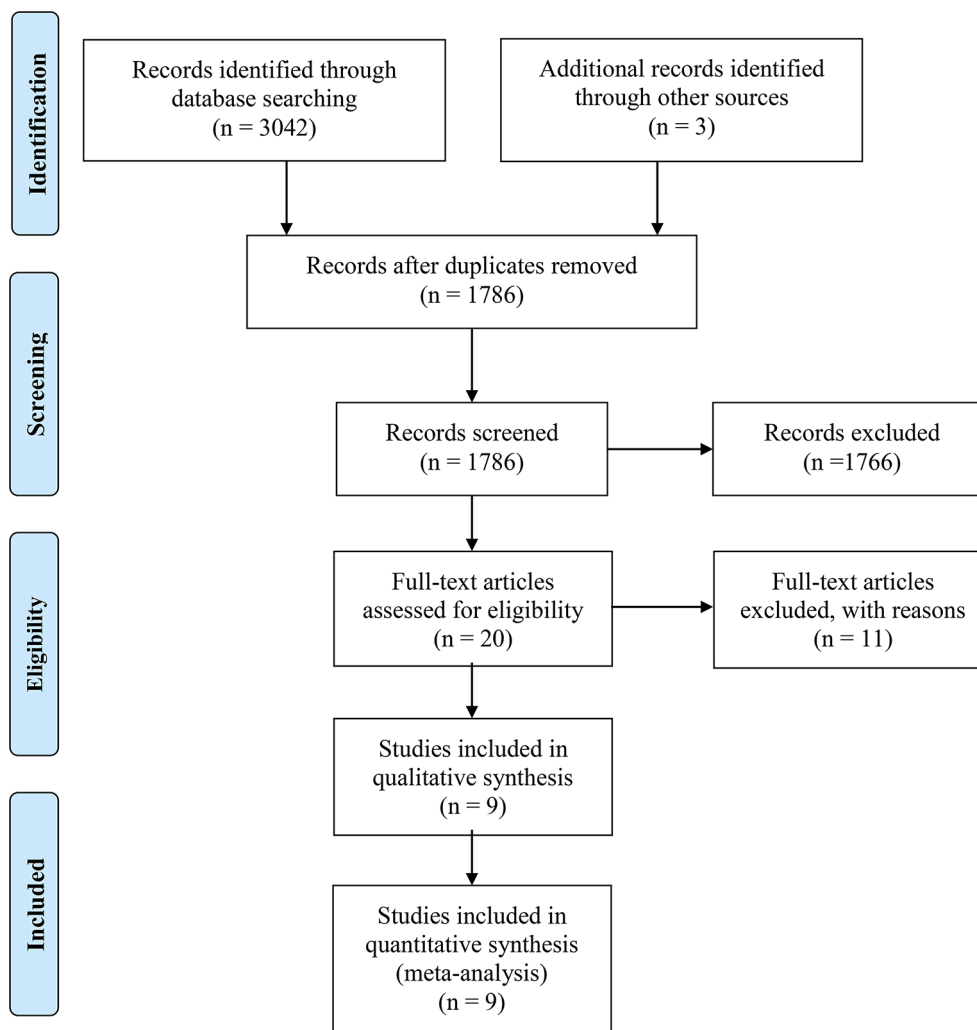 Identification
Records identified through
database searching
(n = 3042)
Additional records identified
through other sources
(n = 3)
Records after duplicates removed
(n = 1786)
Screening
Records screened
(n = 1786)
Records excluded
(n =1766)
Eligibility
Full-text articles
assessed for eligibility
(n = 20)
Full-text articles
excluded, with reasons
(n = 11)
Studies included in
qualitative synthesis
(n = 9)
Included
Studies included in
quantitative synthesis
(meta-analysis)
(n = 9)